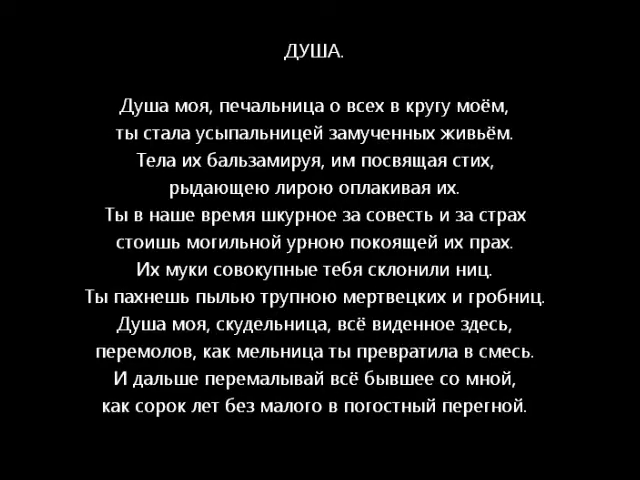 ДУША.
Душа моя, печальница о всех в кругу моём,
ты стала усыпальницей замученных живьём.
Тела их бальзамируя, им посвящая стих,
рыдающею лирою оплакивая их.
Ты в наше время шкурное за совесть и за страх
стоишь могильной урною покоящей их прах.
Их муки совокупные тебя склонили ниц.
Ты пахнешь пылью трупною мертвецких и гробниц.
Душа моя, скудельница, всё виденное здесь,
перемолов, как мельница ты превратила в смесь.
И дальше перемалывай всё бывшее со мной,
как сорок лет без малого в погостный перегной.